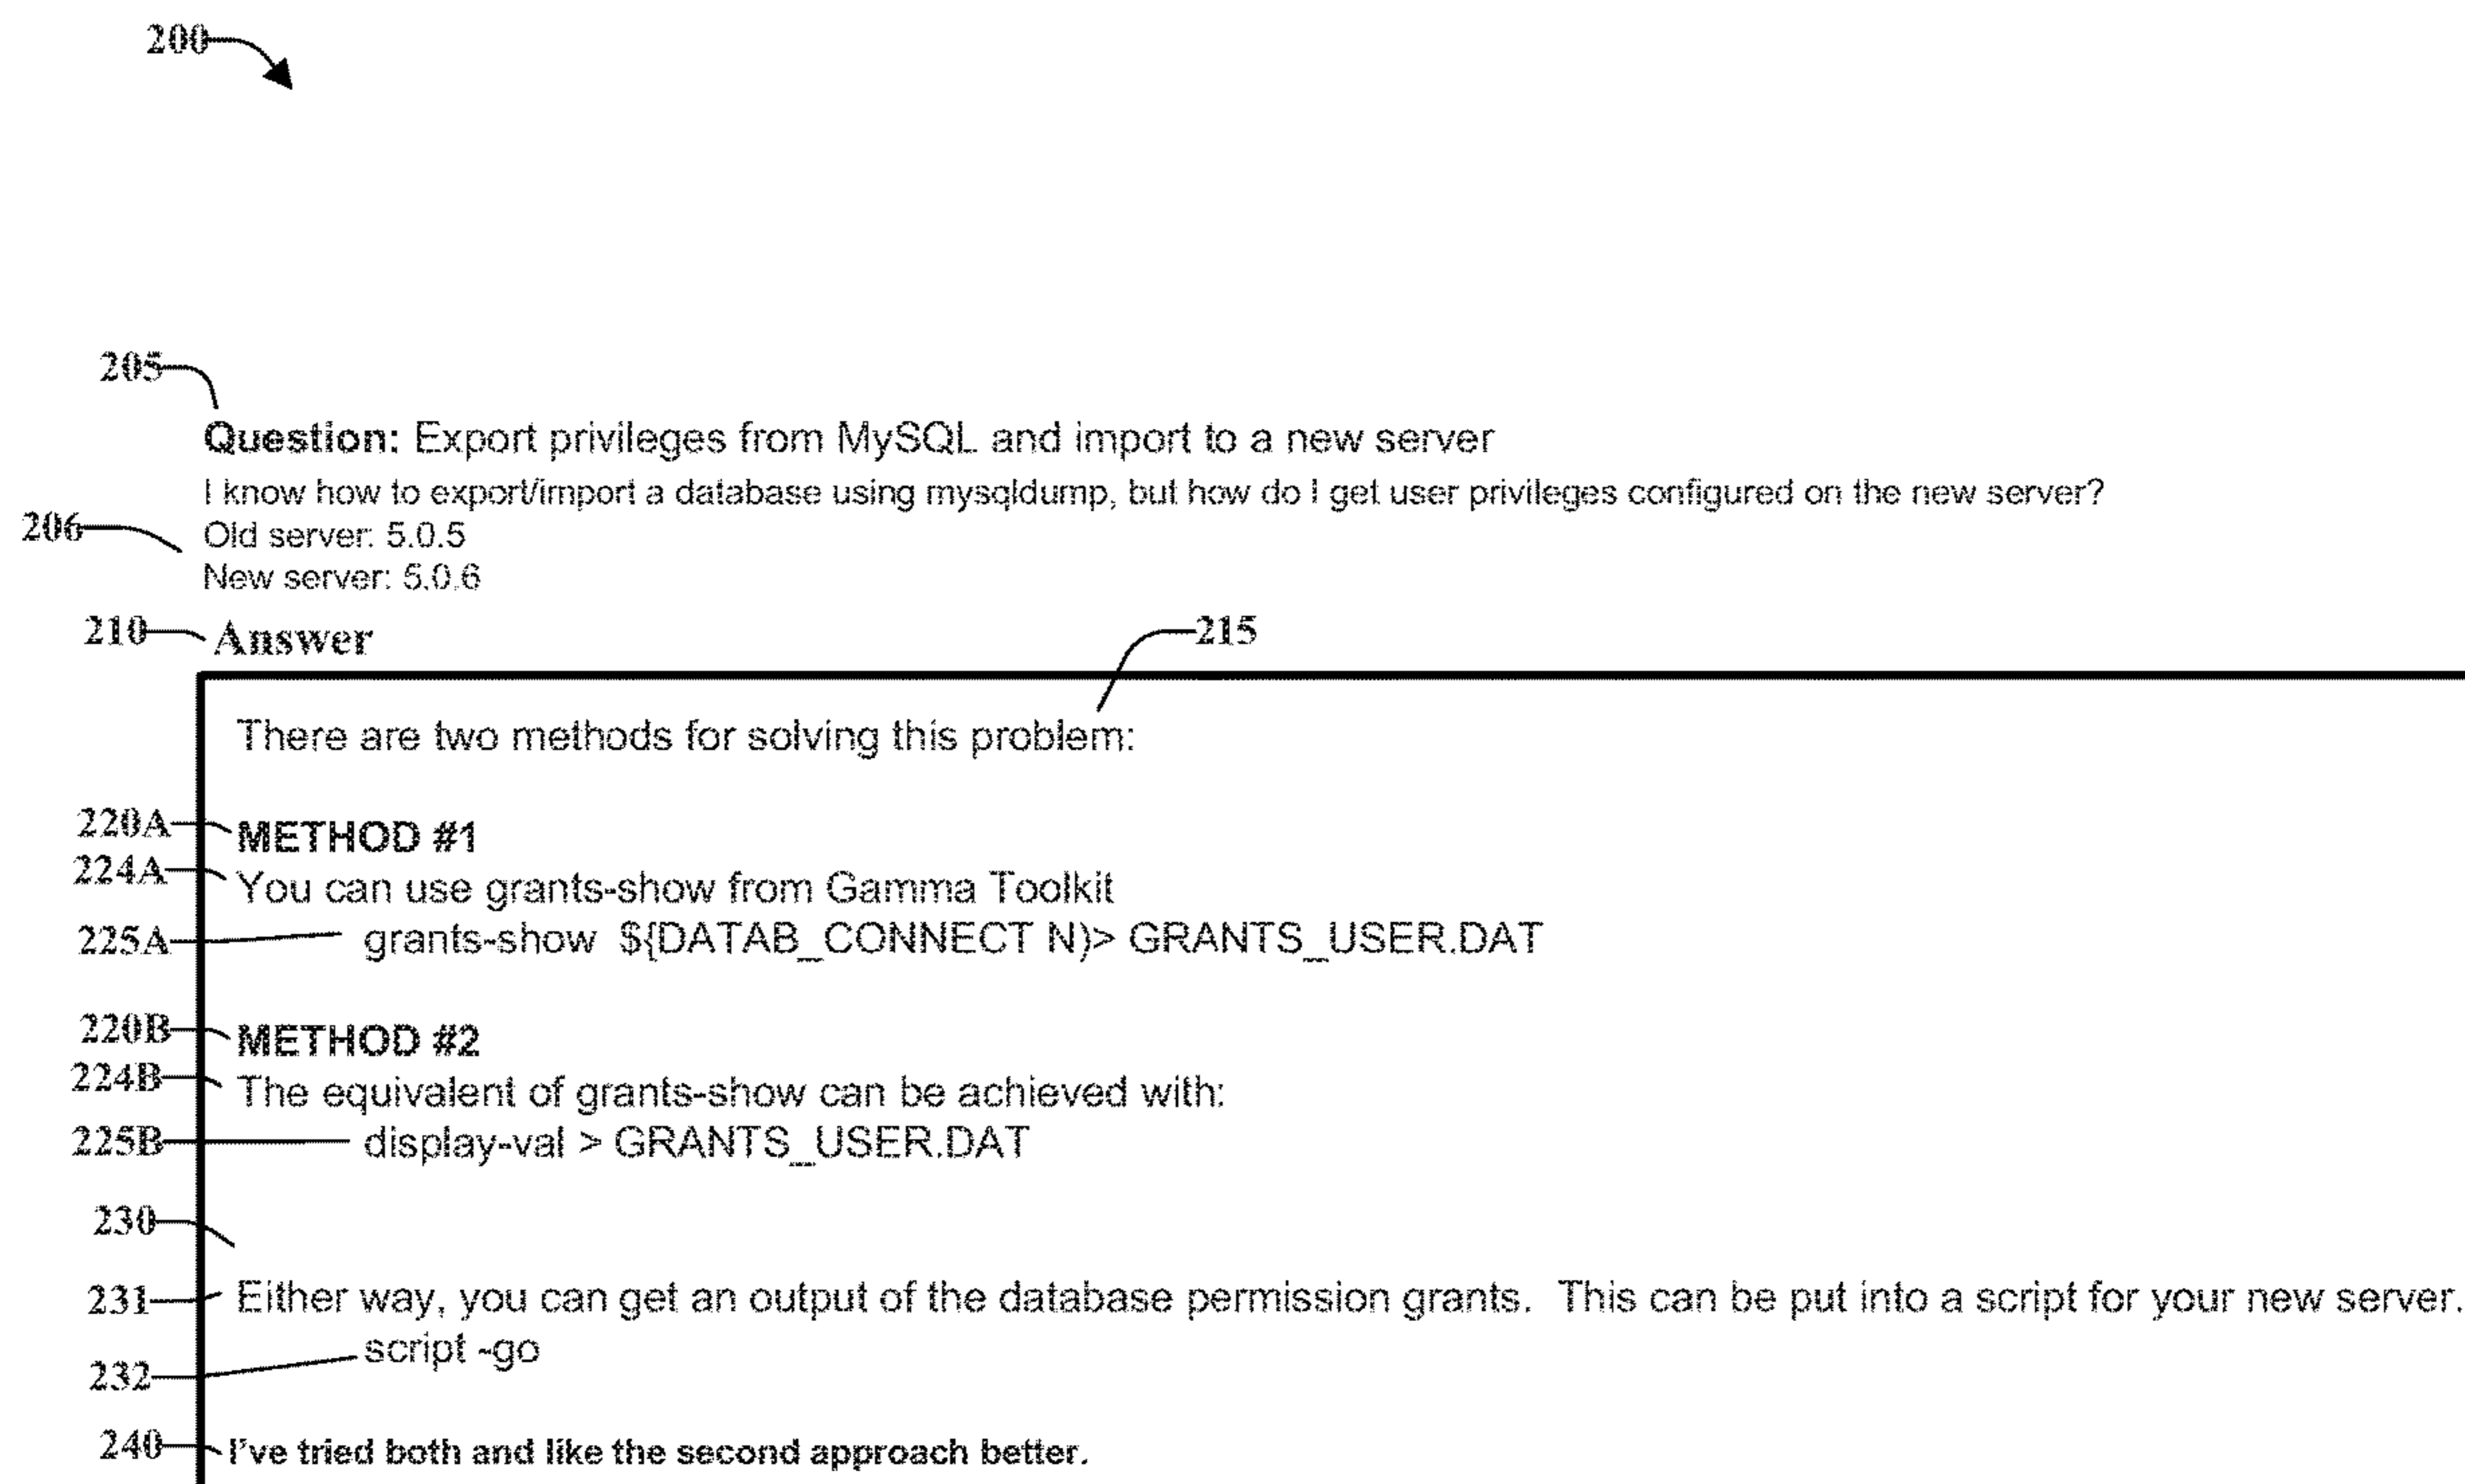 200
205
Question: Export privileges from MySQL and import to a new server
I know how to export/import a database using mysqldump, but how do I get user privileges configured on the new server?
206 Old server: 5.0.5
New server: 5.0.6
210 Answer 215
There are two methods for solving this problem:
220A METHOD #1
224A You can use grants-show from Gamma Toolkit
225A grants-show ${DATAB_CONNECT N)> GRANTS_USER.DAT
220B METHOD #2
224B The equivalent of grants-show can be achieved with:
225B display-val > GRANTS_USER.DAT
230
231 Either way, you can get an output of the database permission grants. This can be put into a script for your new server.
232 script -go
240 I've tried both and like the second approach better.